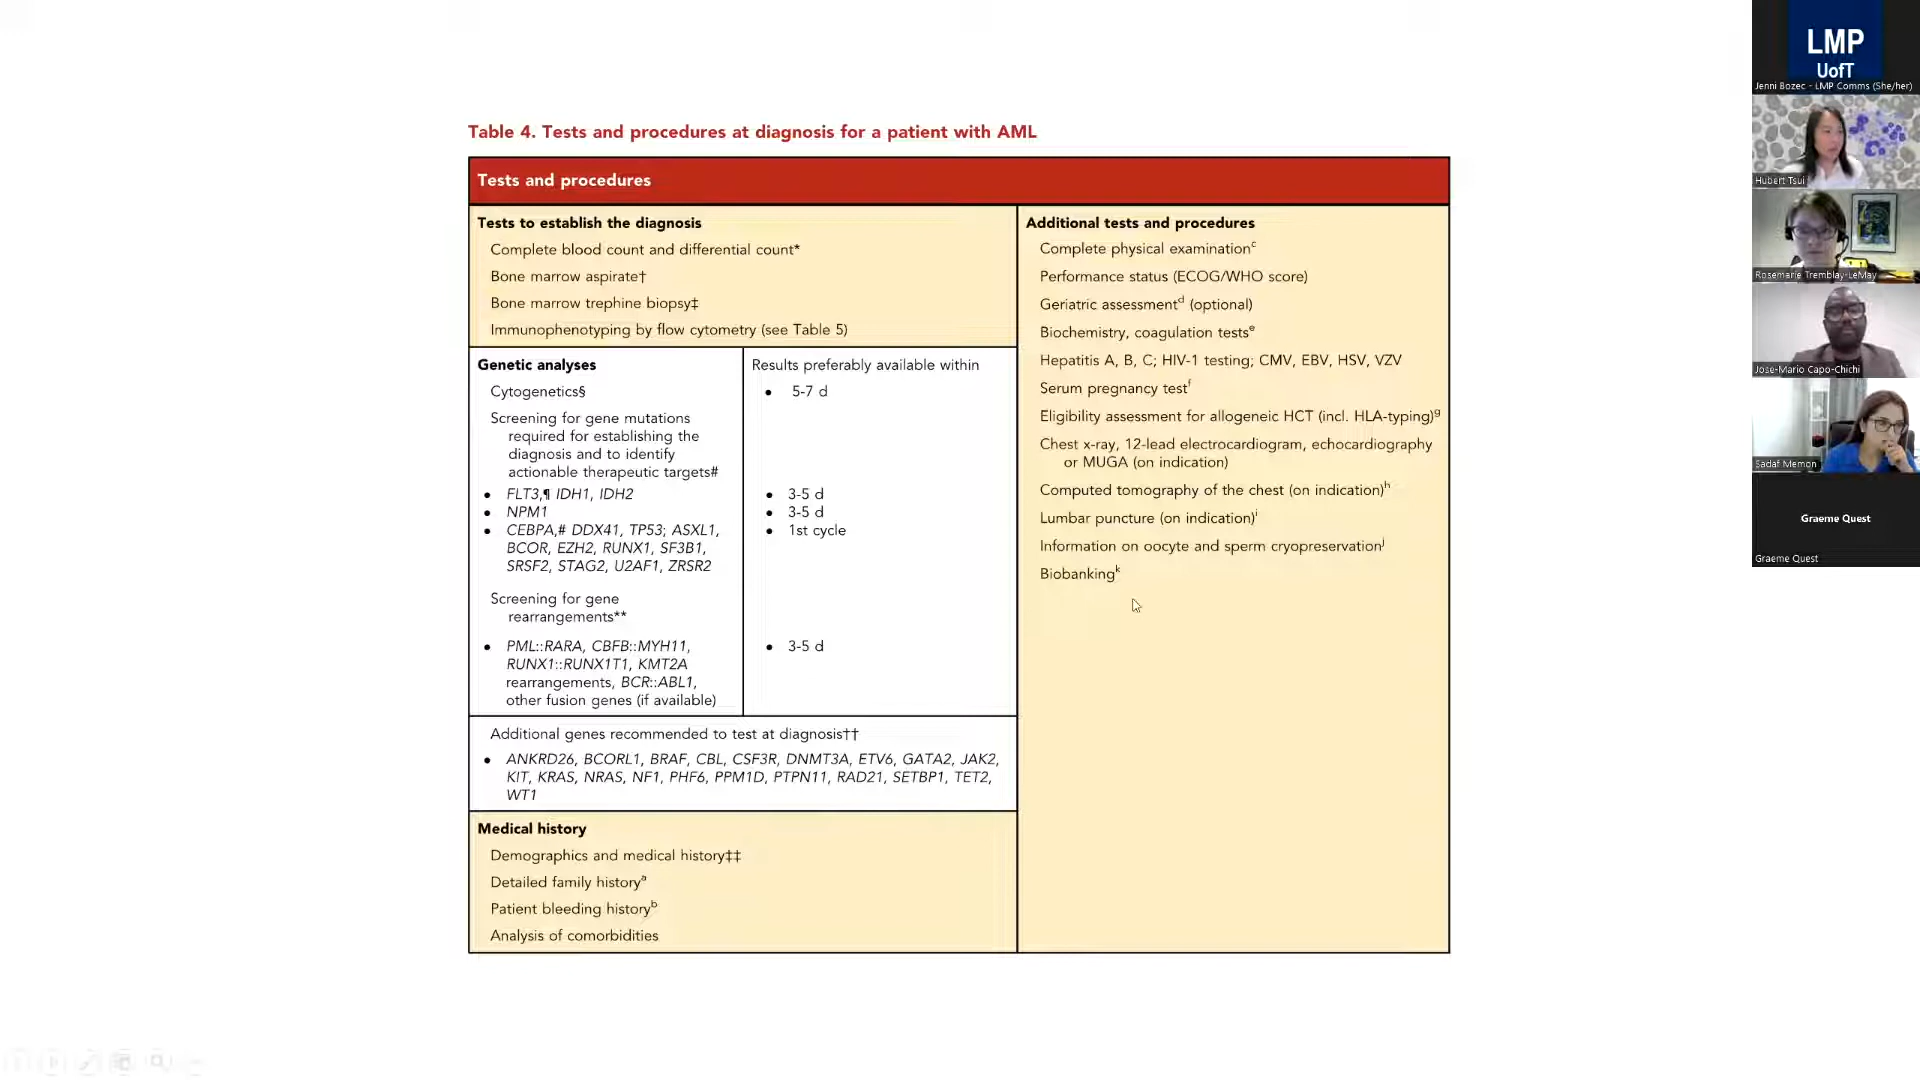 Table 4. Tests and procedures at diagnosis for a patient with AML
Tests and procedures
Tests to establish the diagnosis
Complete blood count and differential count*
Bone marrow aspirate†
Bone marrow trephine biopsy‡
Immunophenotyping by flow cytometry (see Table 5)
Genetic analyses
Results preferably available within
Cytogenetics§
• 5-7 d
Screening for gene mutations
required for establishing the
diagnosis and to identify
actionable therapeutic targets#
• FLT3,¶ IDH1, IDH2
• 3-5 d
• NPM1
• 3-5 d
• CEBPA,# DDX41, TP53; ASXL1,
• 1st cycle
BCOR, EZH2, RUNX1, SF3B1,
SRSF2, STAG2, U2AF1, ZRSR2
Screening for gene
rearrangements**
• PML::RARA, CBFB::MYH11,
• 3-5 d
RUNX1::RUNX1T1, KMT2A
rearrangements, BCR::ABL1,
other fusion genes (if available)
Additional genes recommended to test at diagnosis††
• ANKRD26, BCORL1, BRAF, CBL, CSF3R, DNMT3A, ETV6, GATA2, JAK2,
KIT, KRAS, NRAS, NF1, PHF6, PPM1D, PTPN11, RAD21, SETBP1, TET2,
WT1
Medical history
Demographics and medical history‡‡
Detailed family historyᵃ
Patient bleeding historyᵇ
Analysis of comorbidities
Additional tests and procedures
Complete physical examinationᶜ
Performance status (ECOG/WHO score)
Geriatric assessmentᵈ (optional)
Biochemistry, coagulation testsᵉ
Hepatitis A, B, C; HIV-1 testing; CMV, EBV, HSV, VZV
Serum pregnancy testᶠ
Eligibility assessment for allogeneic HCT (incl. HLA-typing)ᵍ
Chest x-ray, 12-lead electrocardiogram, echocardiography
or MUGA (on indication)
Computed tomography of the chest (on indication)ʰ
Lumbar puncture (on indication)ⁱ
Information on oocyte and sperm cryopreservationʲ
Biobankingᵏ
LMP
UofT
Jenni Bozec - LMP Comms (She/her)
Hubert Tsui
Rosemarie Tremblay-LeMay
Jose-Mario Capo-Chichi
Sadaf Memon
Graeme Quest
Graeme Quest